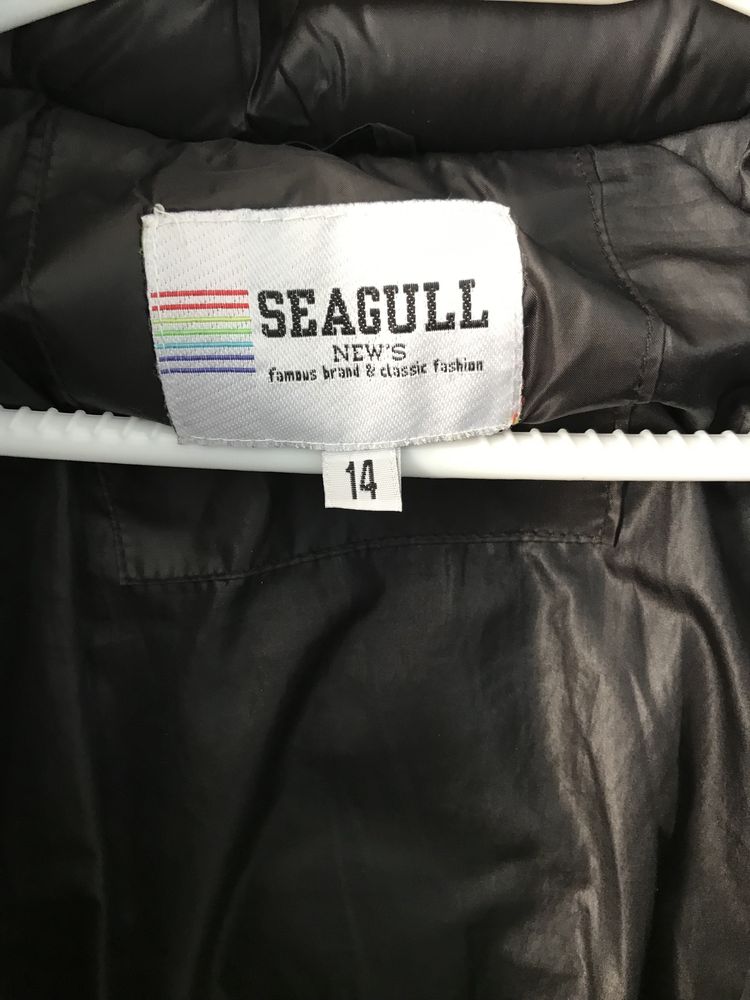 SEAGULL
NEW'S
famous brand & classic fashion
14